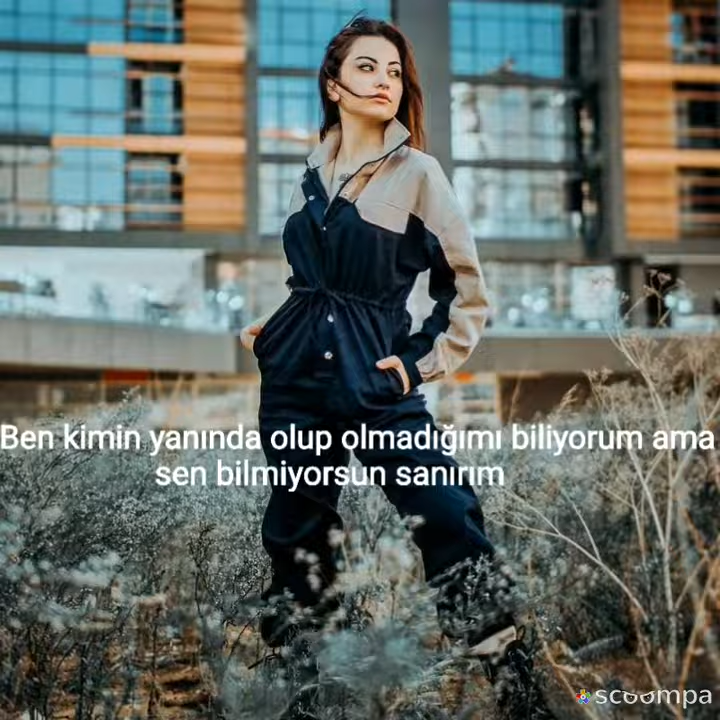 Ben kimin yanında olup olmadığımı biliyorum ama
sen bilmiyorsun sanırım
scoompa